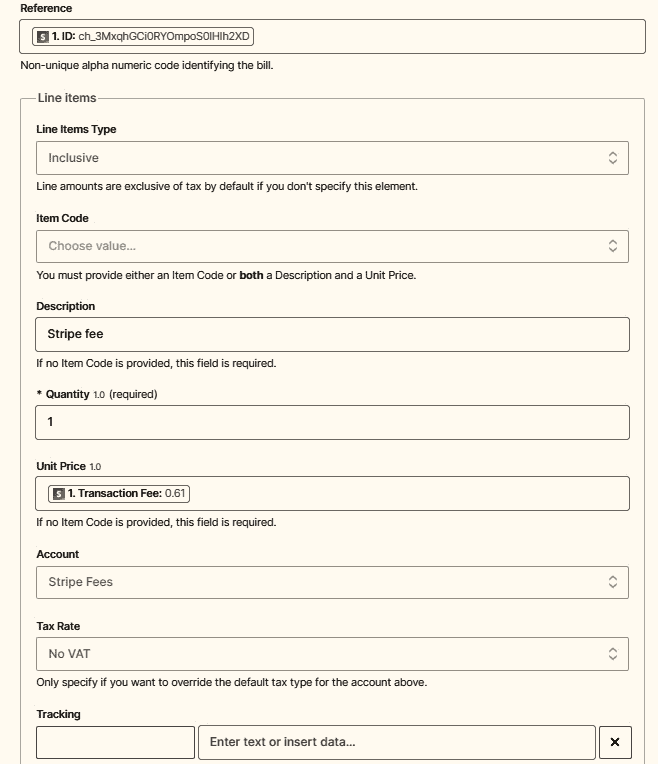 Reference
S 1. ID: ch_3MxqhGCi0RYOmpoS0IHIh2XD
Non-unique alpha numeric code identifying the bill.
Line items
Line Items Type
Inclusive
Line amounts are exclusive of tax by default if you don't specify this element.
Item Code
Choose value...
You must provide either an Item Code or both a Description and a Unit Price.
Description
Stripe fee
If no Item Code is provided, this field is required.
* Quantity 1.0 (required)
1
Unit Price 1.0
S 1. Transaction Fee: 0.61
If no Item Code is provided, this field is required.
Account
Stripe Fees
Tax Rate
No VAT
Only specify if you want to override the default tax type for the account above.
Tracking
Enter text or insert data...